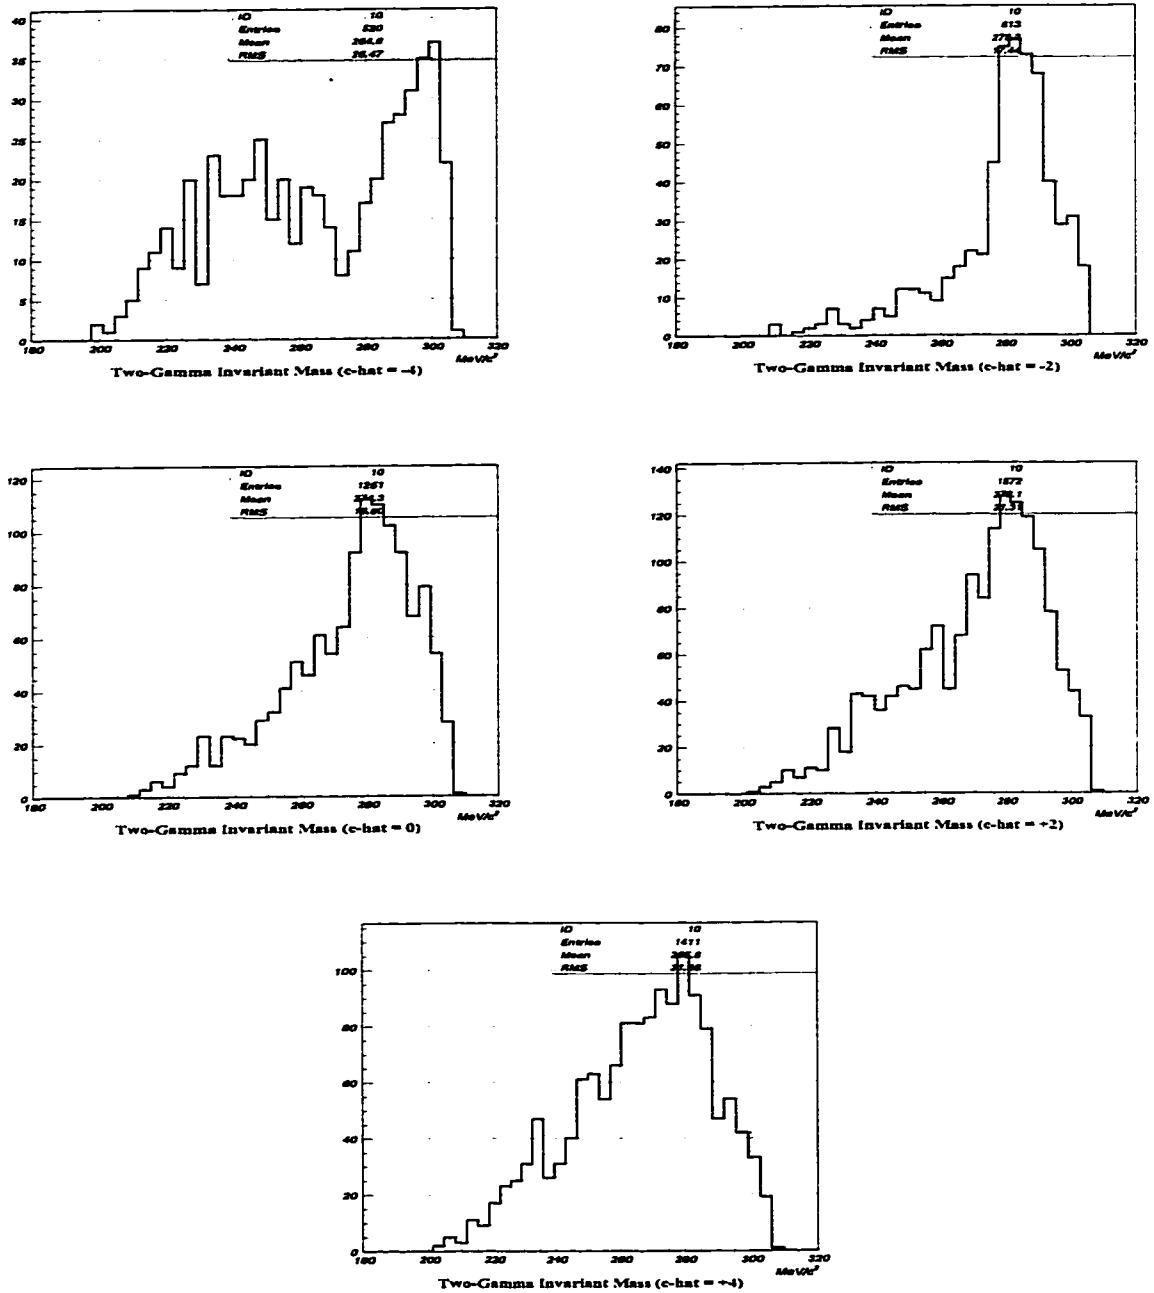 40
35
30
25
20
15
10
5
0
ID 10
Entries 520
Mean 264.8
RMS 26.47
180 200 220 240 260 280 300 320
MeV/c²
Two-Gamma Invariant Mass (c-hat = -4)
80
70
60
50
40
30
20
10
0
ID 10
Entries 613
Mean
RMS
180 200 220 240 260 280 300 320
MeV/c²
Two-Gamma Invariant Mass (c-hat = -2)
120
100
80
60
40
20
0
ID 10
Entries 1261
Mean
RMS
180 200 220 240 260 280 300 320
MeV/c²
Two-Gamma Invariant Mass (c-hat = 0)
140
120
100
80
60
40
20
0
ID 10
Entries 1572
Mean
RMS
180 200 220 240 260 280 300 320
MeV/c²
Two-Gamma Invariant Mass (c-hat = +2)
100
80
60
40
20
0
ID 10
Entries 1411
Mean
RMS
180 200 220 240 260 280 300 320
MeV/c²
Two-Gamma Invariant Mass (c-hat = +4)